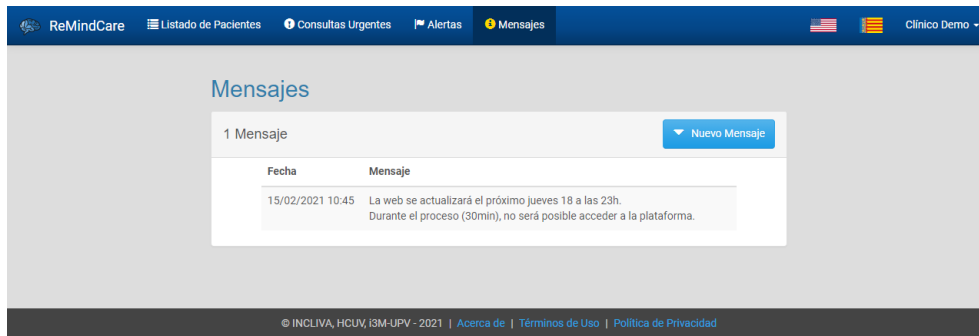 ReMindCare Listado de Pacientes Consultas Urgentes Alertas Mensajes Clínico Demo
Mensajes
1 Mensaje Nuevo Mensaje
Fecha Mensaje
15/02/2021 10:45 La web se actualizará el próximo jueves 18 a las 23h.
Durante el proceso (30min), no será posible acceder a la plataforma.
© INCLIVA, HCUV, i3M-UPV - 2021 | Acerca de | Términos de Uso | Política de Privacidad